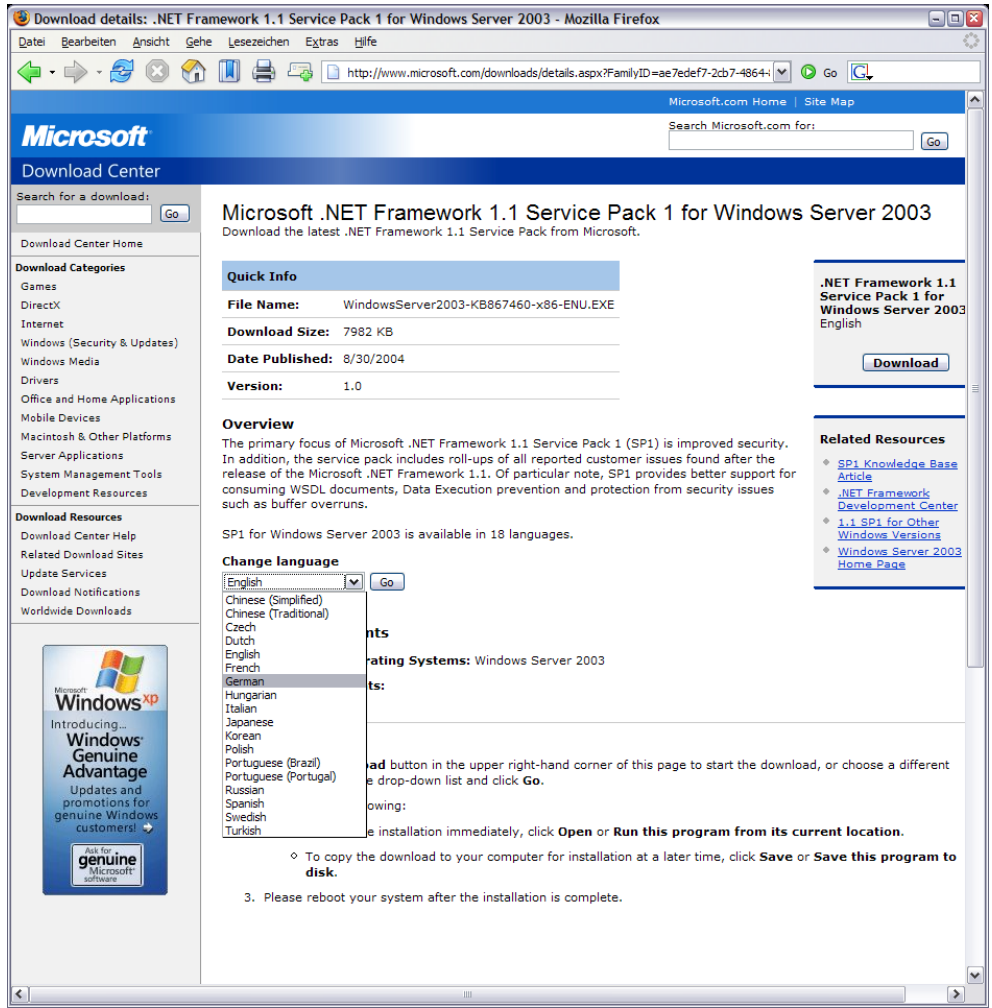 Download details: .NET Framework 1.1 Service Pack 1 for Windows Server 2003 - Mozilla Firefox
Datei Bearbeiten Ansicht Gehe Lesezeichen Extras Hilfe
http://www.microsoft.com/downloads/details.aspx?FamilyID=ae7edef7-2cb7-4864- Go G
Microsoft.com Home | Site Map
Microsoft
Search Microsoft.com for:
Go
Download Center
Search for a download:
Go
Download Center Home
Download Categories
Games
DirectX
Internet
Windows (Security & Updates)
Windows Media
Drivers
Office and Home Applications
Mobile Devices
Macintosh & Other Platforms
Server Applications
System Management Tools
Development Resources
Download Resources
Download Center Help
Related Download Sites
Update Services
Download Notifications
Worldwide Downloads
Microsoft
Windows xp
Introducing...
Windows
Genuine
Advantage
Updates and
promotions for
genuine Windows
customers!
Ask for
genuine
Microsoft
software
Microsoft .NET Framework 1.1 Service Pack 1 for Windows Server 2003
Download the latest .NET Framework 1.1 Service Pack from Microsoft.
Quick Info
File Name: WindowsServer2003-KB867460-x86-ENU.EXE
Download Size: 7982 KB
Date Published: 8/30/2004
Version: 1.0
Overview
The primary focus of Microsoft .NET Framework 1.1 Service Pack 1 (SP1) is improved security.
In addition, the service pack includes roll-ups of all reported customer issues found after the
release of the Microsoft .NET Framework 1.1. Of particular note, SP1 provides better support for
consuming WSDL documents, Data Execution prevention and protection from security issues
such as buffer overruns.
SP1 for Windows Server 2003 is available in 18 languages.
Change language
English Go
Chinese (Simplified)
Chinese (Traditional)
Czech
Dutch
English
French
German
Hungarian
Italian
Japanese
Korean
Polish
Portuguese (Brazil)
Portuguese (Portugal)
Russian
Spanish
Swedish
Turkish
nts
rating Systems: Windows Server 2003
ts:
ad button in the upper right-hand corner of this page to start the download, or choose a different
e drop-down list and click Go.
owing:
e installation immediately, click Open or Run this program from its current location.
To copy the download to your computer for installation at a later time, click Save or Save this program to
disk.
3. Please reboot your system after the installation is complete.
.NET Framework 1.1
Service Pack 1 for
Windows Server 2003
English
Download
Related Resources
SP1 Knowledge Base
Article
.NET Framework
Development Center
1.1 SP1 for Other
Windows Versions
Windows Server 2003
Home Page